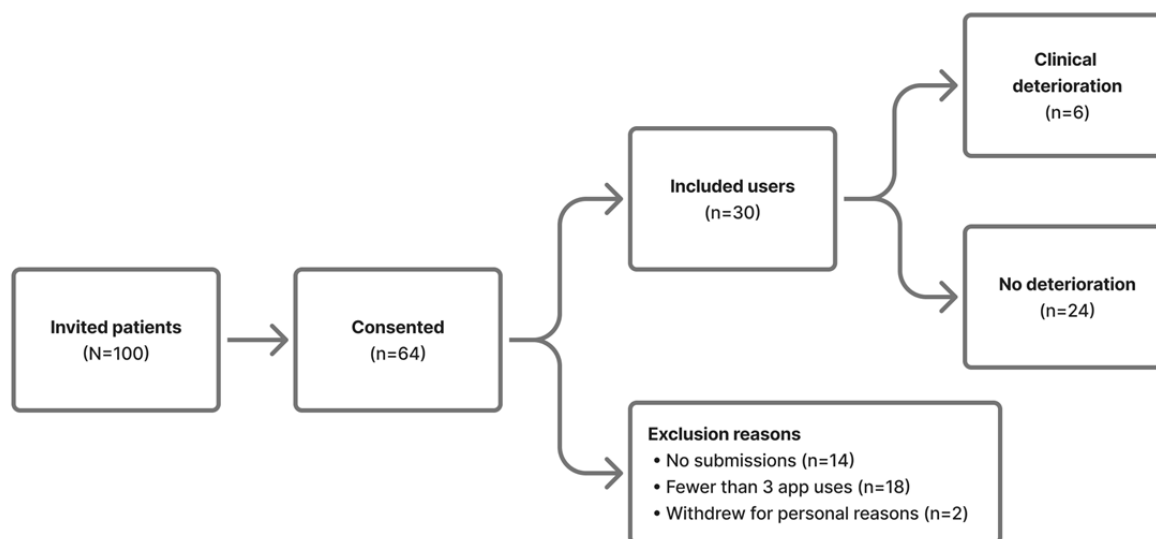 Invited patients
(N=100)
Consented
(n=64)
Included users
(n=30)
Clinical
deterioration
(n=6)
No deterioration
(n=24)
Exclusion reasons
• No submissions (n=14)
• Fewer than 3 app uses (n=18)
• Withdrew for personal reasons (n=2)